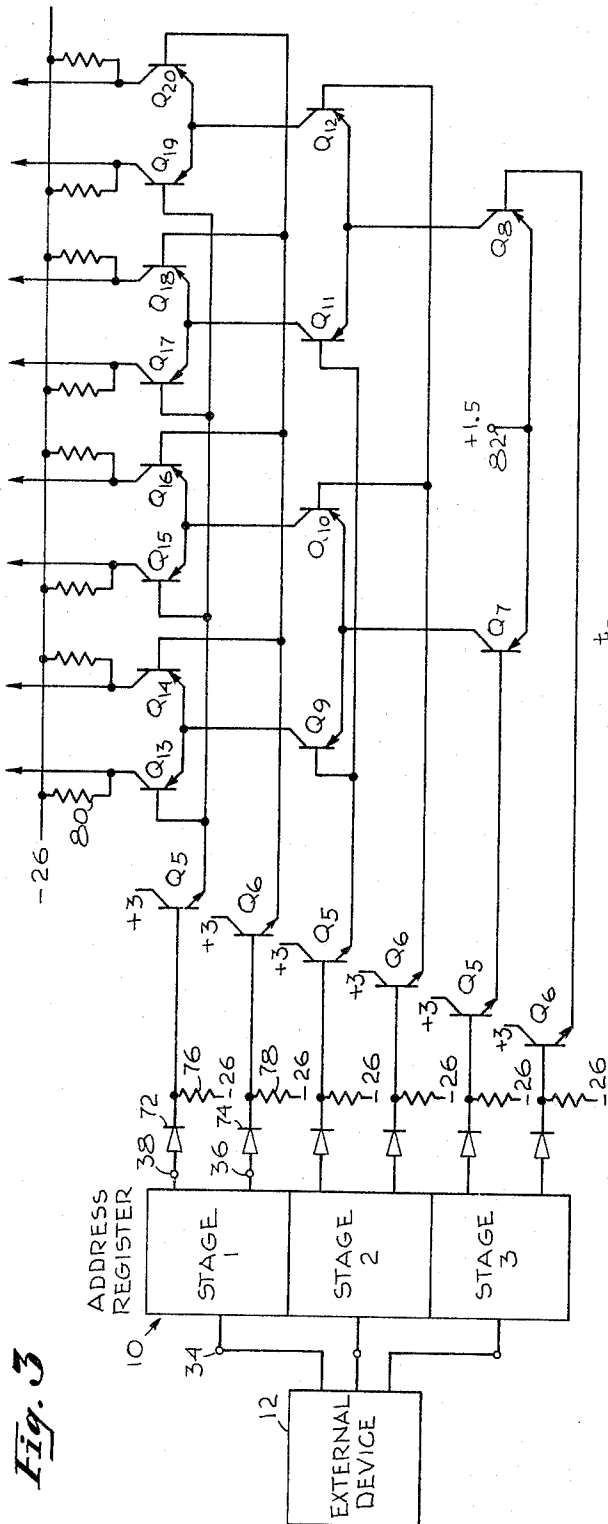 Fig. 3
-26
80
Q13
Q14
Q15
Q16
Q17
Q18
Q19
Q20
Q9
Q10
Q11
Q12
Q7
Q8
+1.5
82
+3
Q5
+3
Q6
+3
Q5
+3
Q6
+3
Q5
+3
Q6
72
76
-26
74
78
-26
-26
-26
-26
-26
38
36
ADDRESS
REGISTER
10
STAGE
1
STAGE
2
STAGE
3
34
12
EXTERNAL
DEVICE